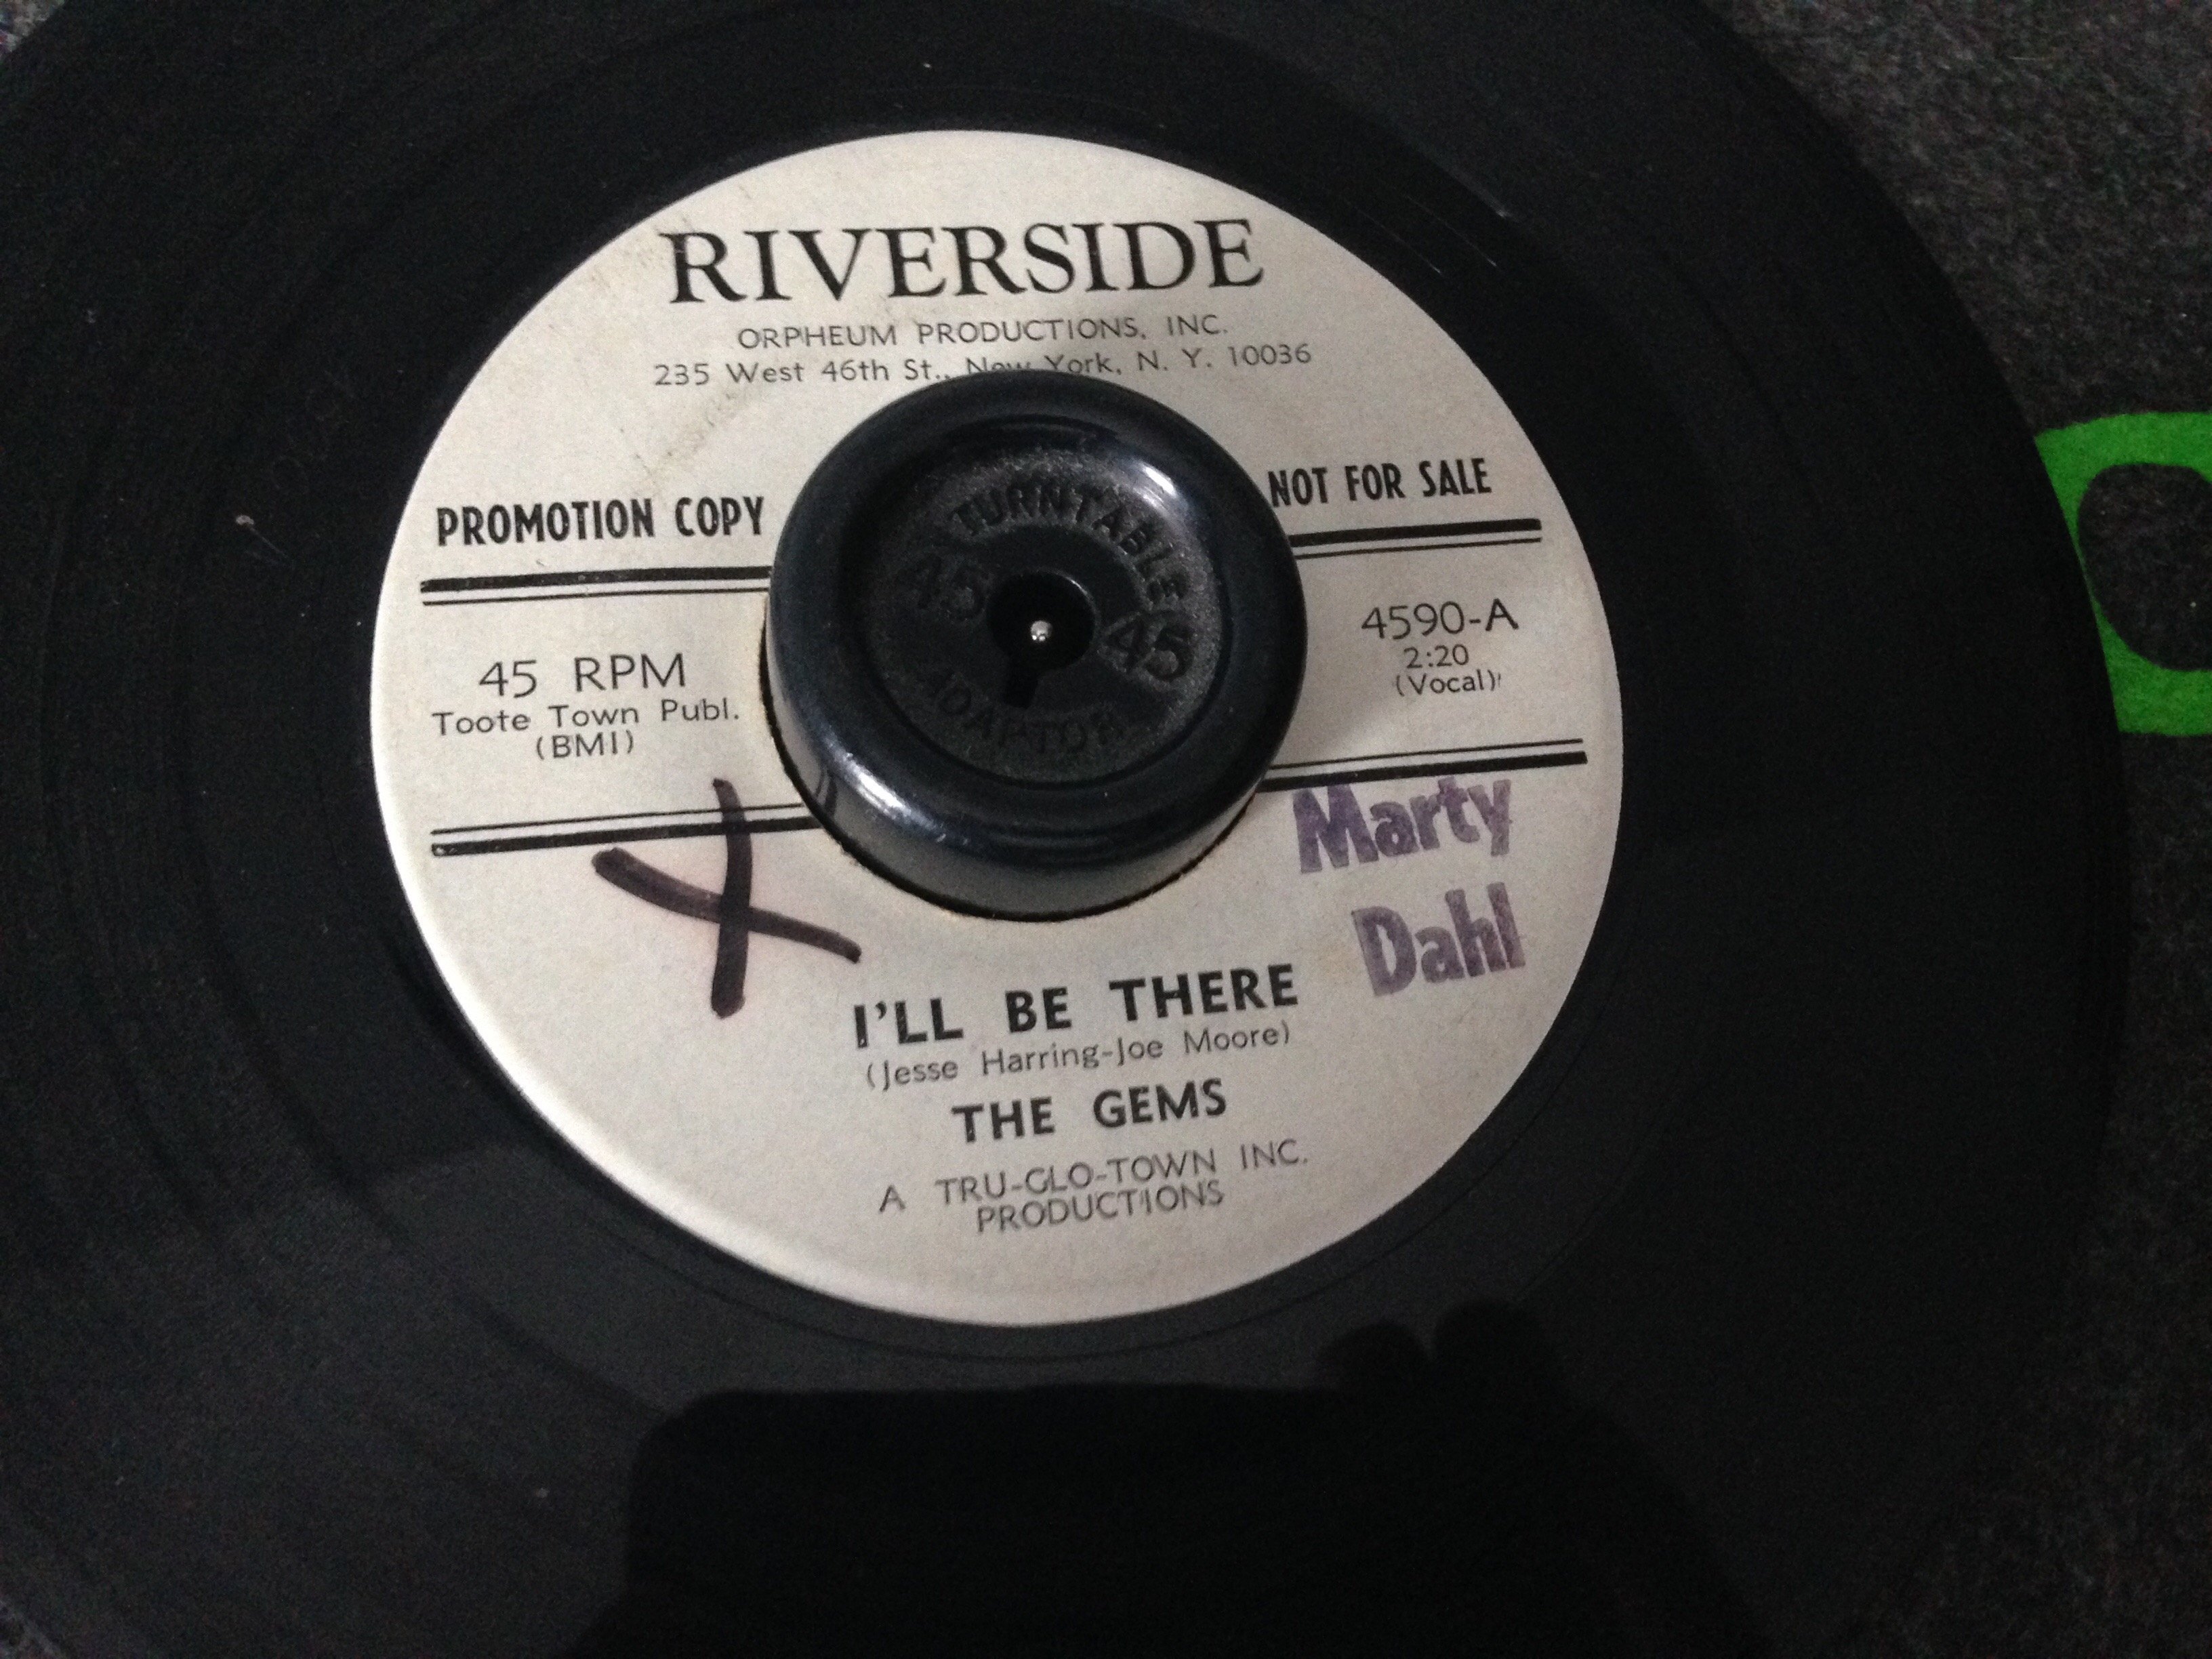 RIVERSIDE
ORPHEUM PRODUCTIONS, INC.
235 West 46th St., New York, N. Y. 10036
PROMOTION COPY
NOT FOR SALE
TURNTABLE
45 45
ADAPTOR
45 RPM
Toote Town Publ.
(BMI)
4590-A
2:20
(Vocal)
Marty
Dahl
I'LL BE THERE
(Jesse Harring-Joe Moore)
THE GEMS
A TRU-GLO-TOWN INC.
PRODUCTIONS